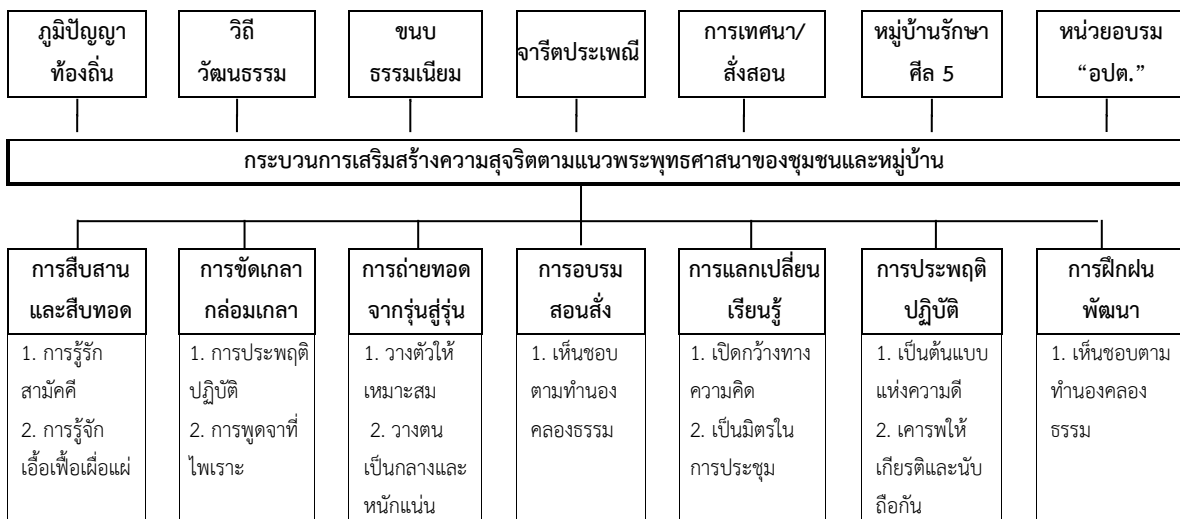 ภูมิปัญญา
ท้องถิ่น
วิถี
วัฒนธรรม
ขนบ
ธรรมเนียม
จารีตประเพณี
การเทศนา/
สั่งสอน
หมู่บ้านรักษา
ศีล 5
หน่วยอบรม
“อปต.”
กระบวนการเสริมสร้างความสุจริตตามแนวพระพุทธศาสนาของชุมชนและหมู่บ้าน
การสืบสาน
และสืบทอด
การขัดเกลา
กล่อมเกลา
การถ่ายทอด
จากรุ่นสู่รุ่น
การอบรม
สอนสั่ง
การแลกเปลี่ยน
เรียนรู้
การประพฤติ
ปฏิบัติ
การฝึกฝน
พัฒนา
1. การรู้รัก
สามัคคี
2. การรู้จัก
เอื้อเฟื้อเผื่อแผ่
1. การประพฤติ
ปฏิบัติ
2. การพูดจาที่
ไพเราะ
1. วางตัวให้
เหมาะสม
2. วางตน
เป็นกลางและ
หนักแน่น
1. เห็นชอบ
ตามทำนอง
คลองธรรม
1. เปิดกว้างทาง
ความคิด
2. เป็นมิตรใน
การประชุม
1. เป็นต้นแบบ
แห่งความดี
2. เคารพให้
เกียรติและนับ
ถือกัน
1. เห็นชอบตาม
ทำนองคลอง
ธรรม